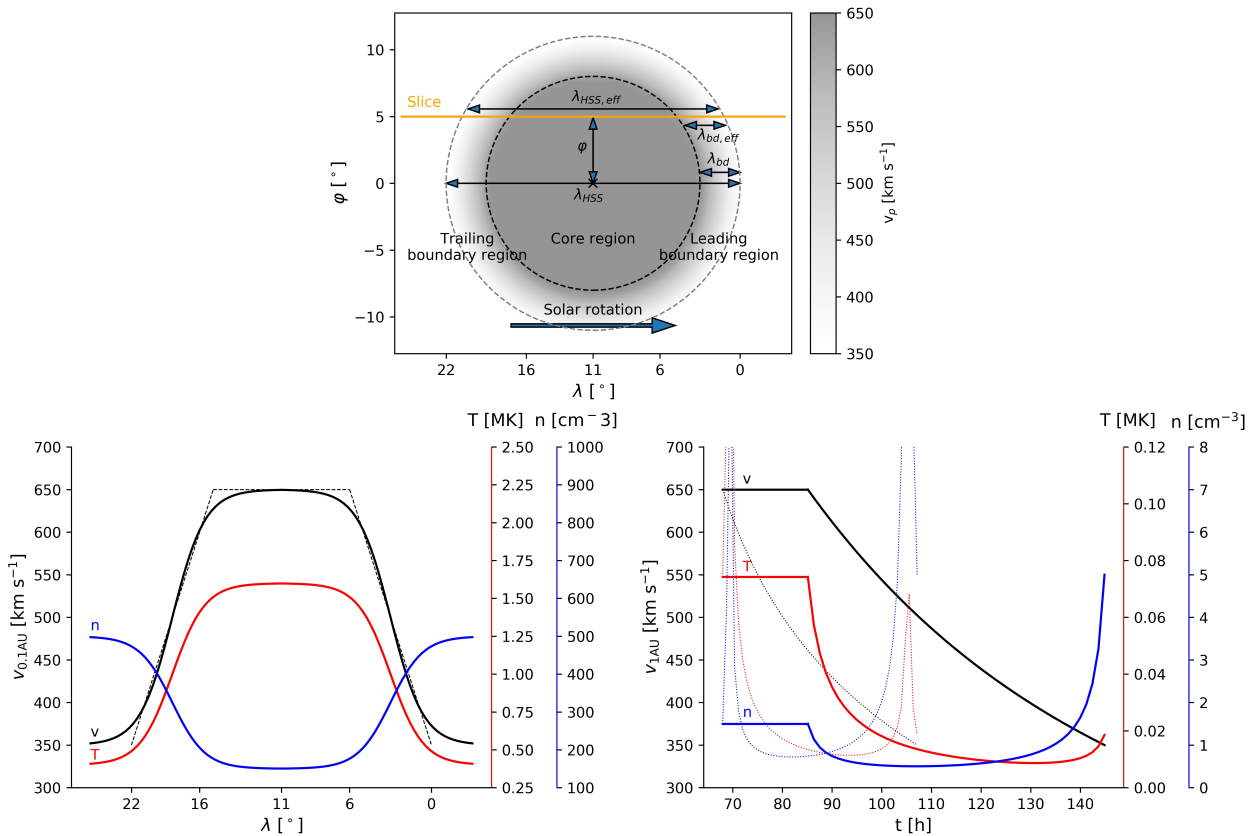 10
5
0
−5
−10
φ [ ° ]
22
16
11
6
0
λ [ ° ]
Slice
λHSS, eff
φ
λbd, eff
λbd
λHSS
Trailing
boundary region
Core region
Leading
boundary region
Solar rotation
650
600
550
500
450
400
350
vp [km s−1]
T [MK]
n [cm−3]
700
650
600
550
500
450
400
350
300
v0.1AU [km s−1]
n
v
T
22
16
11
6
0
λ [ ° ]
2.50
2.25
2.00
1.75
1.50
1.25
1.00
0.75
0.50
0.25
1000
900
800
700
600
500
400
300
200
100
T [MK]
n [cm−3]
700
650
600
550
500
450
400
350
300
v1AU [km s−1]
v
T
n
70
80
90
100
110
120
130
140
t [h]
0.12
0.10
0.08
0.06
0.04
0.02
0.00
8
7
6
5
3
2
1
0